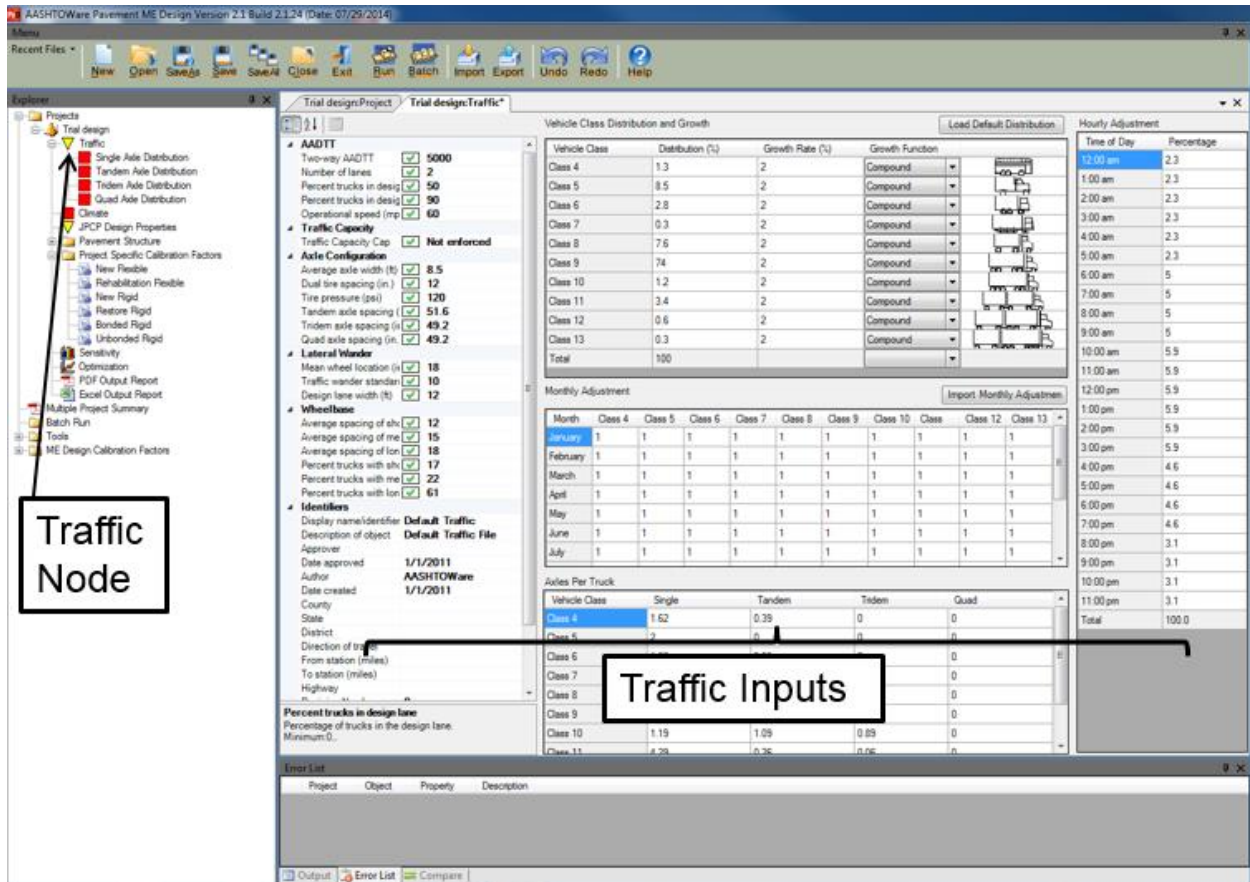 AASHTOWare Pavement ME Design Version 2.1 Build 2.1.24 (Date: 07/29/2014)
Menu
Recent Files
New Open SaveAs Save SaveAll Close Exit Run Batch Import Export Undo Redo Help
Explorer
Projects
Trial design
Traffic
Single Axle Distribution
Tandem Axle Distribution
Tridem Axle Distribution
Quad Axle Distribution
Climate
JPCP Design Properties
Pavement Structure
Project Specific Calibration Factors
New Flexible
Rehabilitation Flexible
New Rigid
Restore Rigid
Bonded Rigid
Unbonded Rigid
Sensitivity
Optimization
PDF Output Report
Excel Output Report
Multiple Project Summary
Batch Run
Tools
ME Design Calibration Factors
Traffic
Node
Trial design:Project Trial design:Traffic*
AADTT
Two-way AADTT 5000
Number of lanes 2
Percent trucks in desig 50
Percent trucks in desig 90
Operational speed (mp 60
Traffic Capacity
Traffic Capacity Cap Not enforced
Axle Configuration
Average axle width (ft) 8.5
Dual tire spacing (in.) 12
Tire pressure (psi) 120
Tandem axle spacing ( 51.6
Tridem axle spacing (i 49.2
Quad axle spacing (in. 49.2
Lateral Wander
Mean wheel location (i 18
Traffic wander standar 10
Design lane width (ft) 12
Wheelbase
Average spacing of sho 12
Average spacing of me 15
Average spacing of lon 18
Percent trucks with sho 17
Percent trucks with me 22
Percent trucks with lon 61
Identifiers
Display name/identifier Default Traffic
Description of object Default Traffic File
Approver
Date approved 1/1/2011
Author AASHTOWare
Date created 1/1/2011
County
State
District
Direction of travel
From station (miles)
To station (miles)
Highway
Percent trucks in design lane
Percentage of trucks in the design lane.
Minimum:0..
Vehicle Class Distribution and Growth Load Default Distribution
Vehicle Class Distribution (%) Growth Rate (%) Growth Function
Class 4 1.3 2 Compound
Class 5 8.5 2 Compound
Class 6 2.8 2 Compound
Class 7 0.3 2 Compound
Class 8 7.6 2 Compound
Class 9 74 2 Compound
Class 10 1.2 2 Compound
Class 11 3.4 2 Compound
Class 12 0.6 2 Compound
Class 13 0.3 2 Compound
Total 100
Monthly Adjustment Import Monthly Adjustmen
Month Class 4 Class 5 Class 6 Class 7 Class 8 Class 9 Class 10 Class Class 12 Class 13
January 1 1 1 1 1 1 1 1 1 1
February 1 1 1 1 1 1 1 1 1 1
March 1 1 1 1 1 1 1 1 1 1
April 1 1 1 1 1 1 1 1 1 1
May 1 1 1 1 1 1 1 1 1 1
June 1 1 1 1 1 1 1 1 1 1
July 1 1 1 1 1 1 1 1 1 1
Axles Per Truck
Vehicle Class Single Tandem Tridem Quad
Class 4 1.62 0.39 0 0
Class 5 2 0 0 0
Class 6 0
Class 7 0
Class 8 0
Class 9 0
Class 10 1.19 1.09 0.89 0
Class 11 4.29 0.26 0.06 0
Traffic Inputs
Hourly Adjustment
Time of Day Percentage
12:00 am 2.3
1:00 am 2.3
2:00 am 2.3
3:00 am 2.3
4:00 am 2.3
5:00 am 2.3
6:00 am 5
7:00 am 5
8:00 am 5
9:00 am 5
10:00 am 5.9
11:00 am 5.9
12:00 pm 5.9
1:00 pm 5.9
2:00 pm 5.9
3:00 pm 5.9
4:00 pm 4.6
5:00 pm 4.6
6:00 pm 4.6
7:00 pm 4.6
8:00 pm 3.1
9:00 pm 3.1
10:00 pm 3.1
11:00 pm 3.1
Total 100.0
Error List
Project Object Property Description
Output Error List Compare